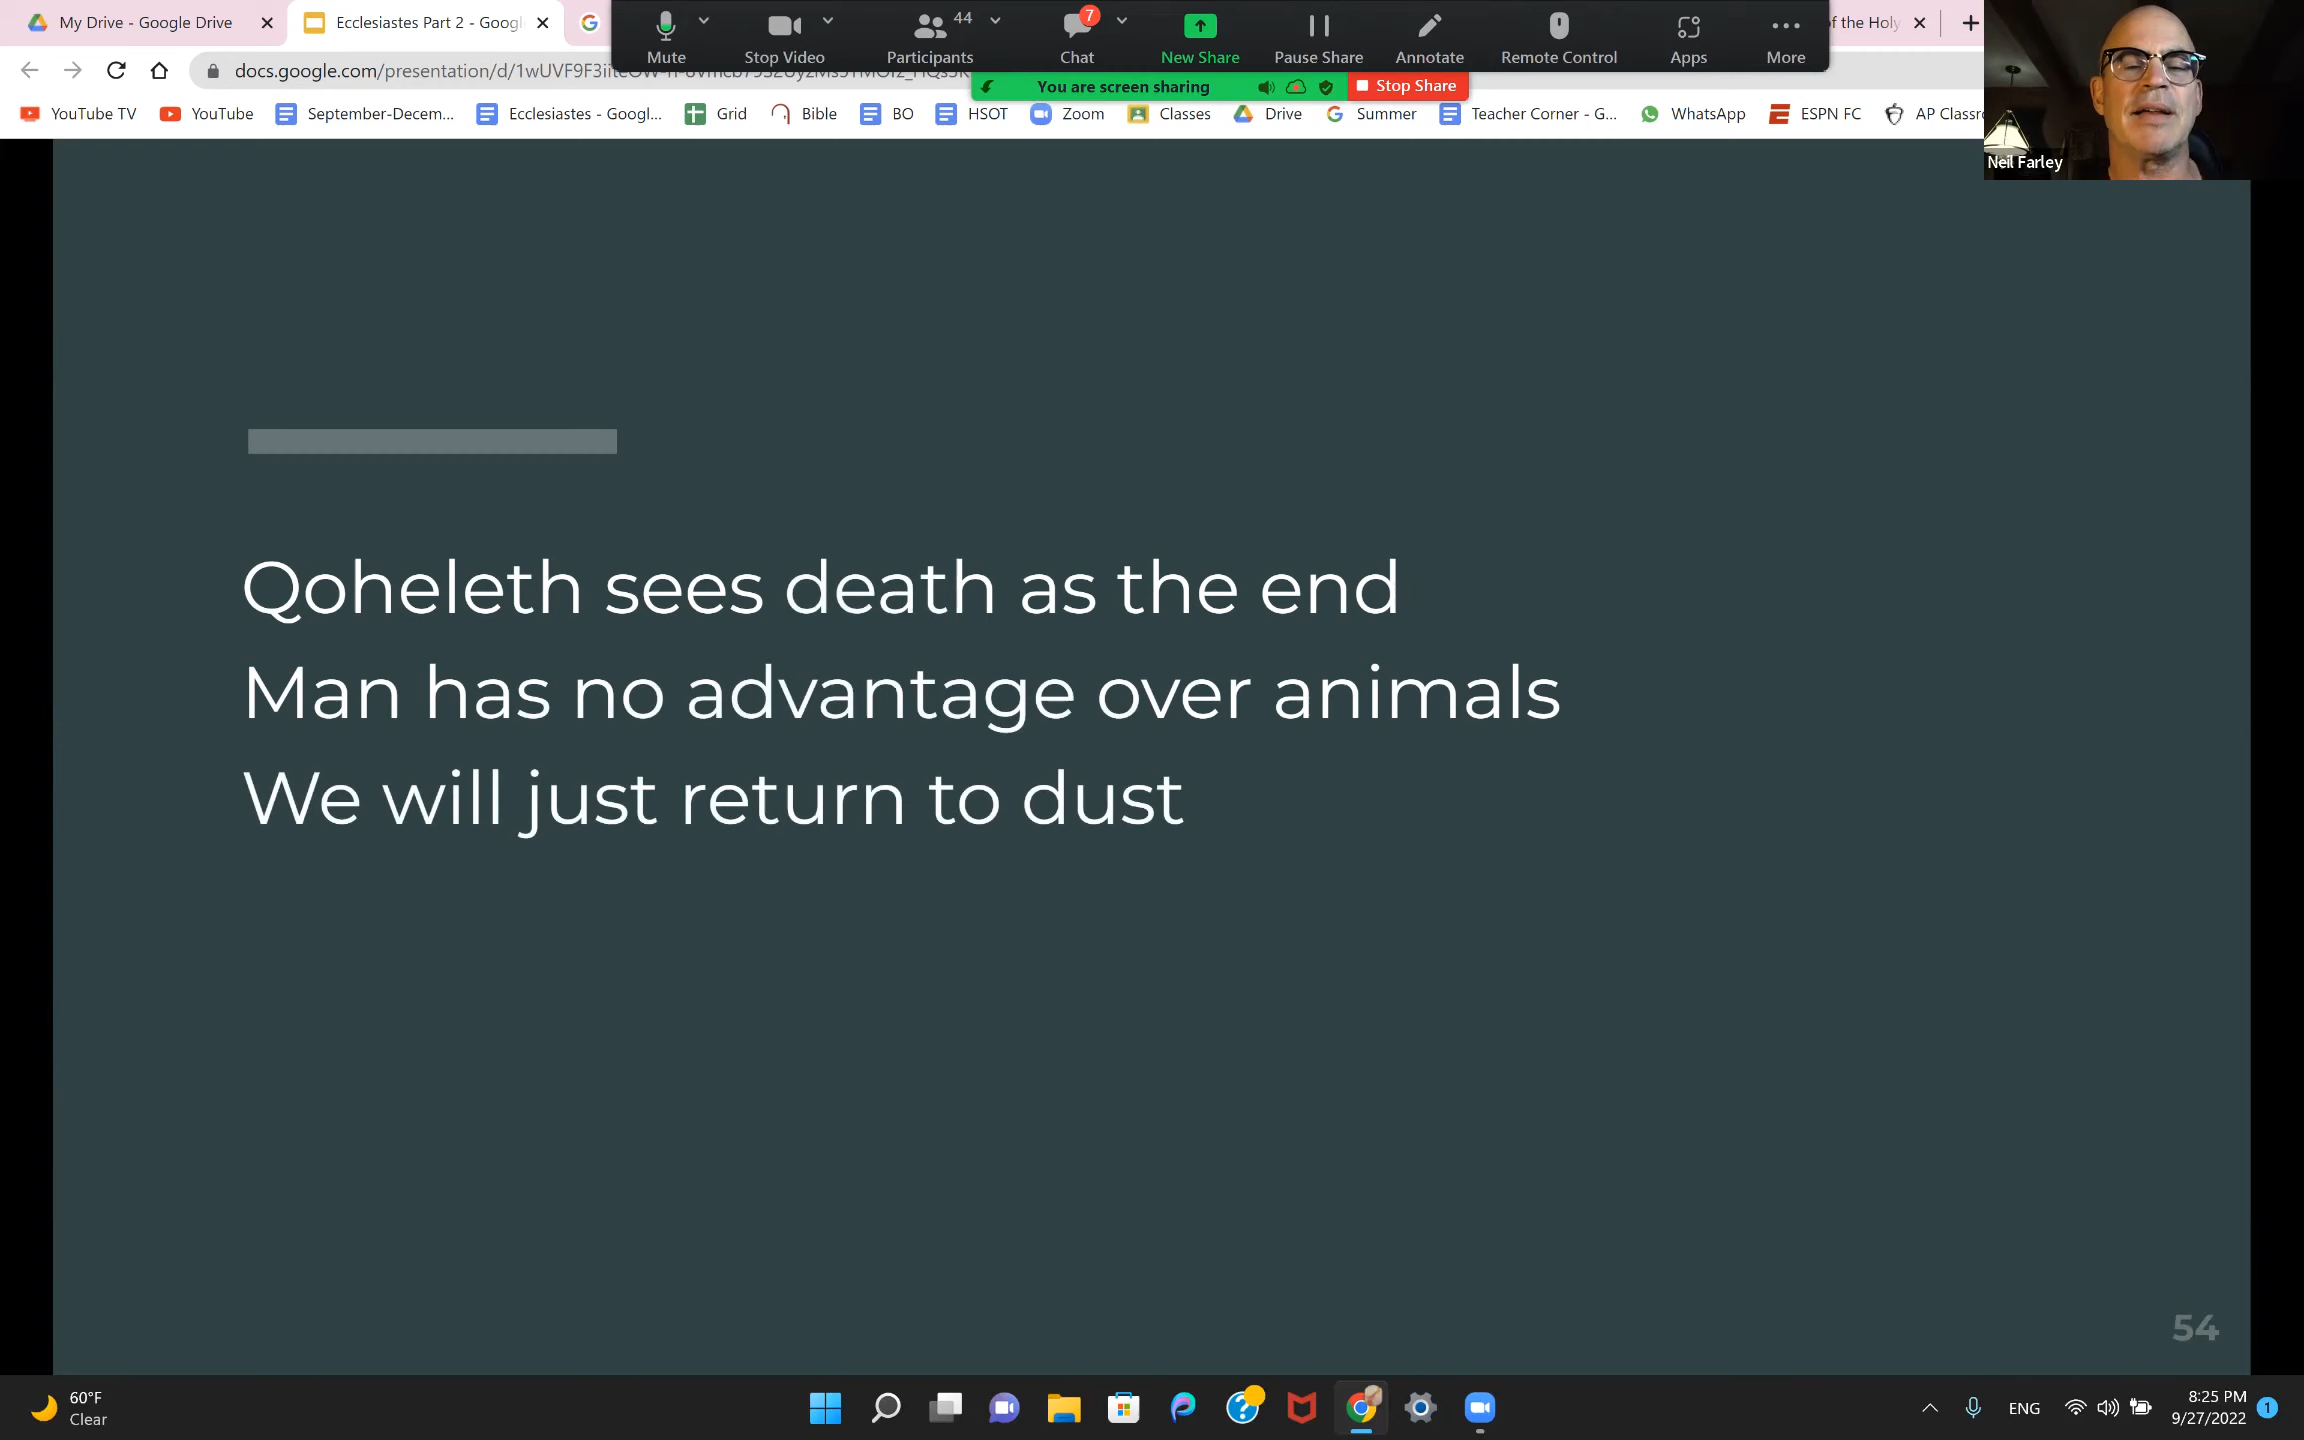 My Drive - Google Drive
Ecclesiastes Part 2 - Googl
of the Holy
Mute
Stop Video
Participants
44
Chat
7
New Share
Pause Share
Annotate
Remote Control
Apps
More
You are screen sharing
Stop Share
Neil Farley
YouTube TV
YouTube
September-Decem...
Ecclesiastes - Googl...
Grid
Bible
BO
HSOT
Zoom
Classes
Drive
Summer
Teacher Corner - G...
WhatsApp
ESPN FC
AP Classr
Qoheleth sees death as the end
Man has no advantage over animals
We will just return to dust
54
60°F
Clear
ENG
8:25 PM
9/27/2022
1